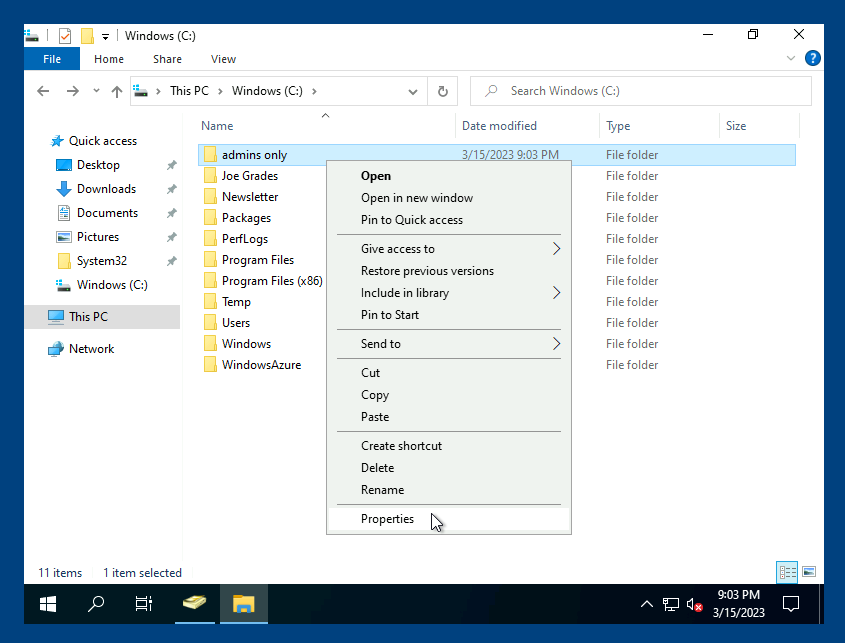 Windows (C:)
File Home Share View
This PC Windows (C:) Search Windows (C:)
Name Date modified Type Size
Quick access
Desktop
Downloads
Documents
Pictures
System32
Windows (C:)
This PC
Network
admins only 3/15/2023 9:03 PM File folder
Joe Grades File folder
Newsletter File folder
Packages File folder
PerfLogs File folder
Program Files File folder
Program Files (x86) File folder
Temp File folder
Users File folder
Windows File folder
WindowsAzure File folder
Open
Open in new window
Pin to Quick access
Give access to
Restore previous versions
Include in library
Pin to Start
Send to
Cut
Copy
Paste
Create shortcut
Delete
Rename
Properties
11 items 1 item selected
9:03 PM
3/15/2023